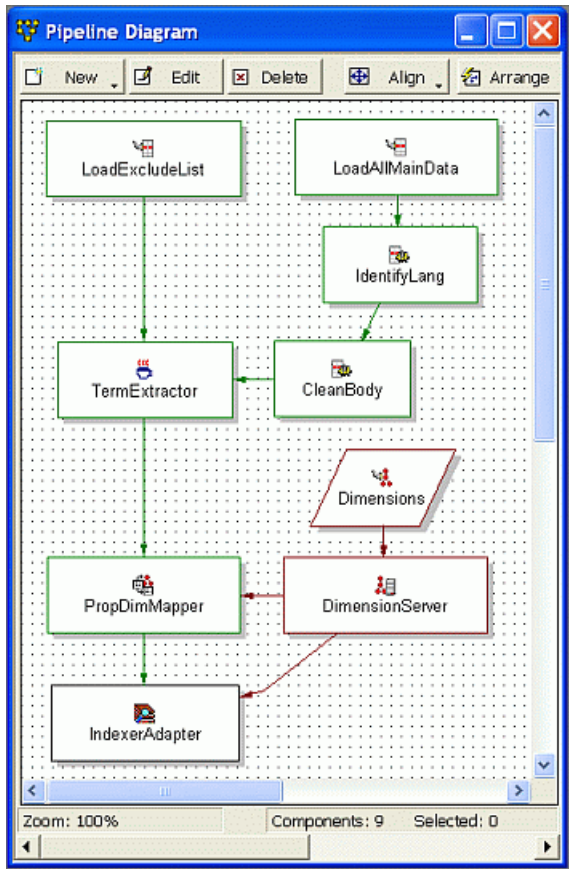 Pipeline Diagram
New Edit Delete Align Arrange
LoadExcludeList
LoadAllMainData
IdentifyLang
TermExtractor
CleanBody
Dimensions
PropDimMapper
DimensionServer
IndexerAdapter
Zoom: 100% Components: 9 Selected: 0